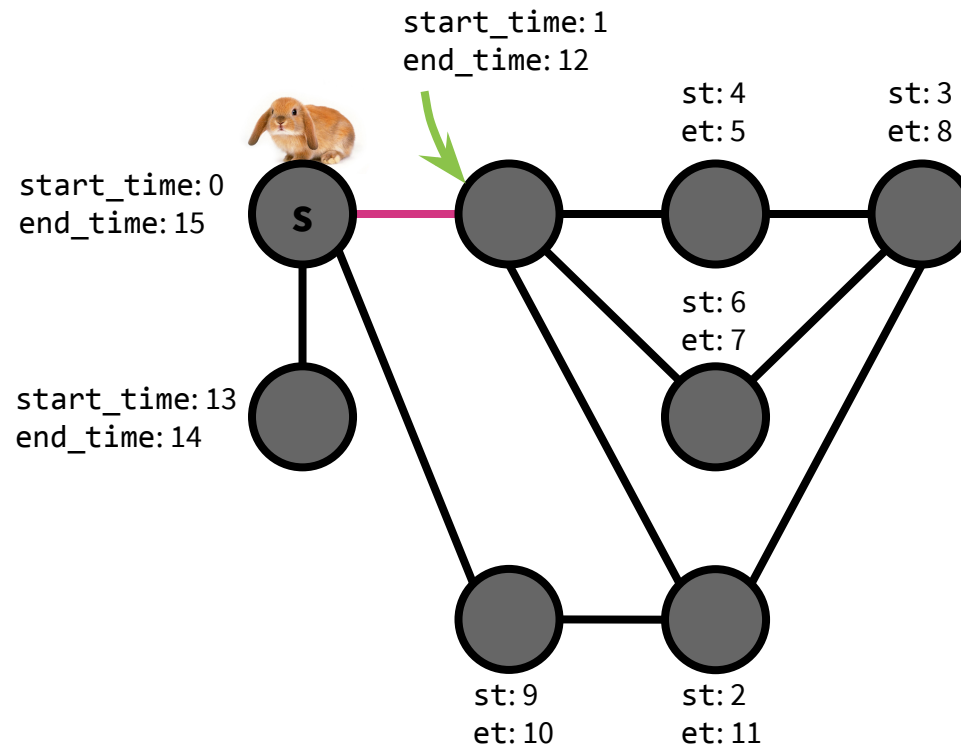 start_time: 1
end_time: 12
st: 4
et: 5
st: 3
et: 8
start_time: 0
end_time: 15
s
st: 6
et: 7
start_time: 13
end_time: 14
st: 9
et: 10
st: 2
et: 11